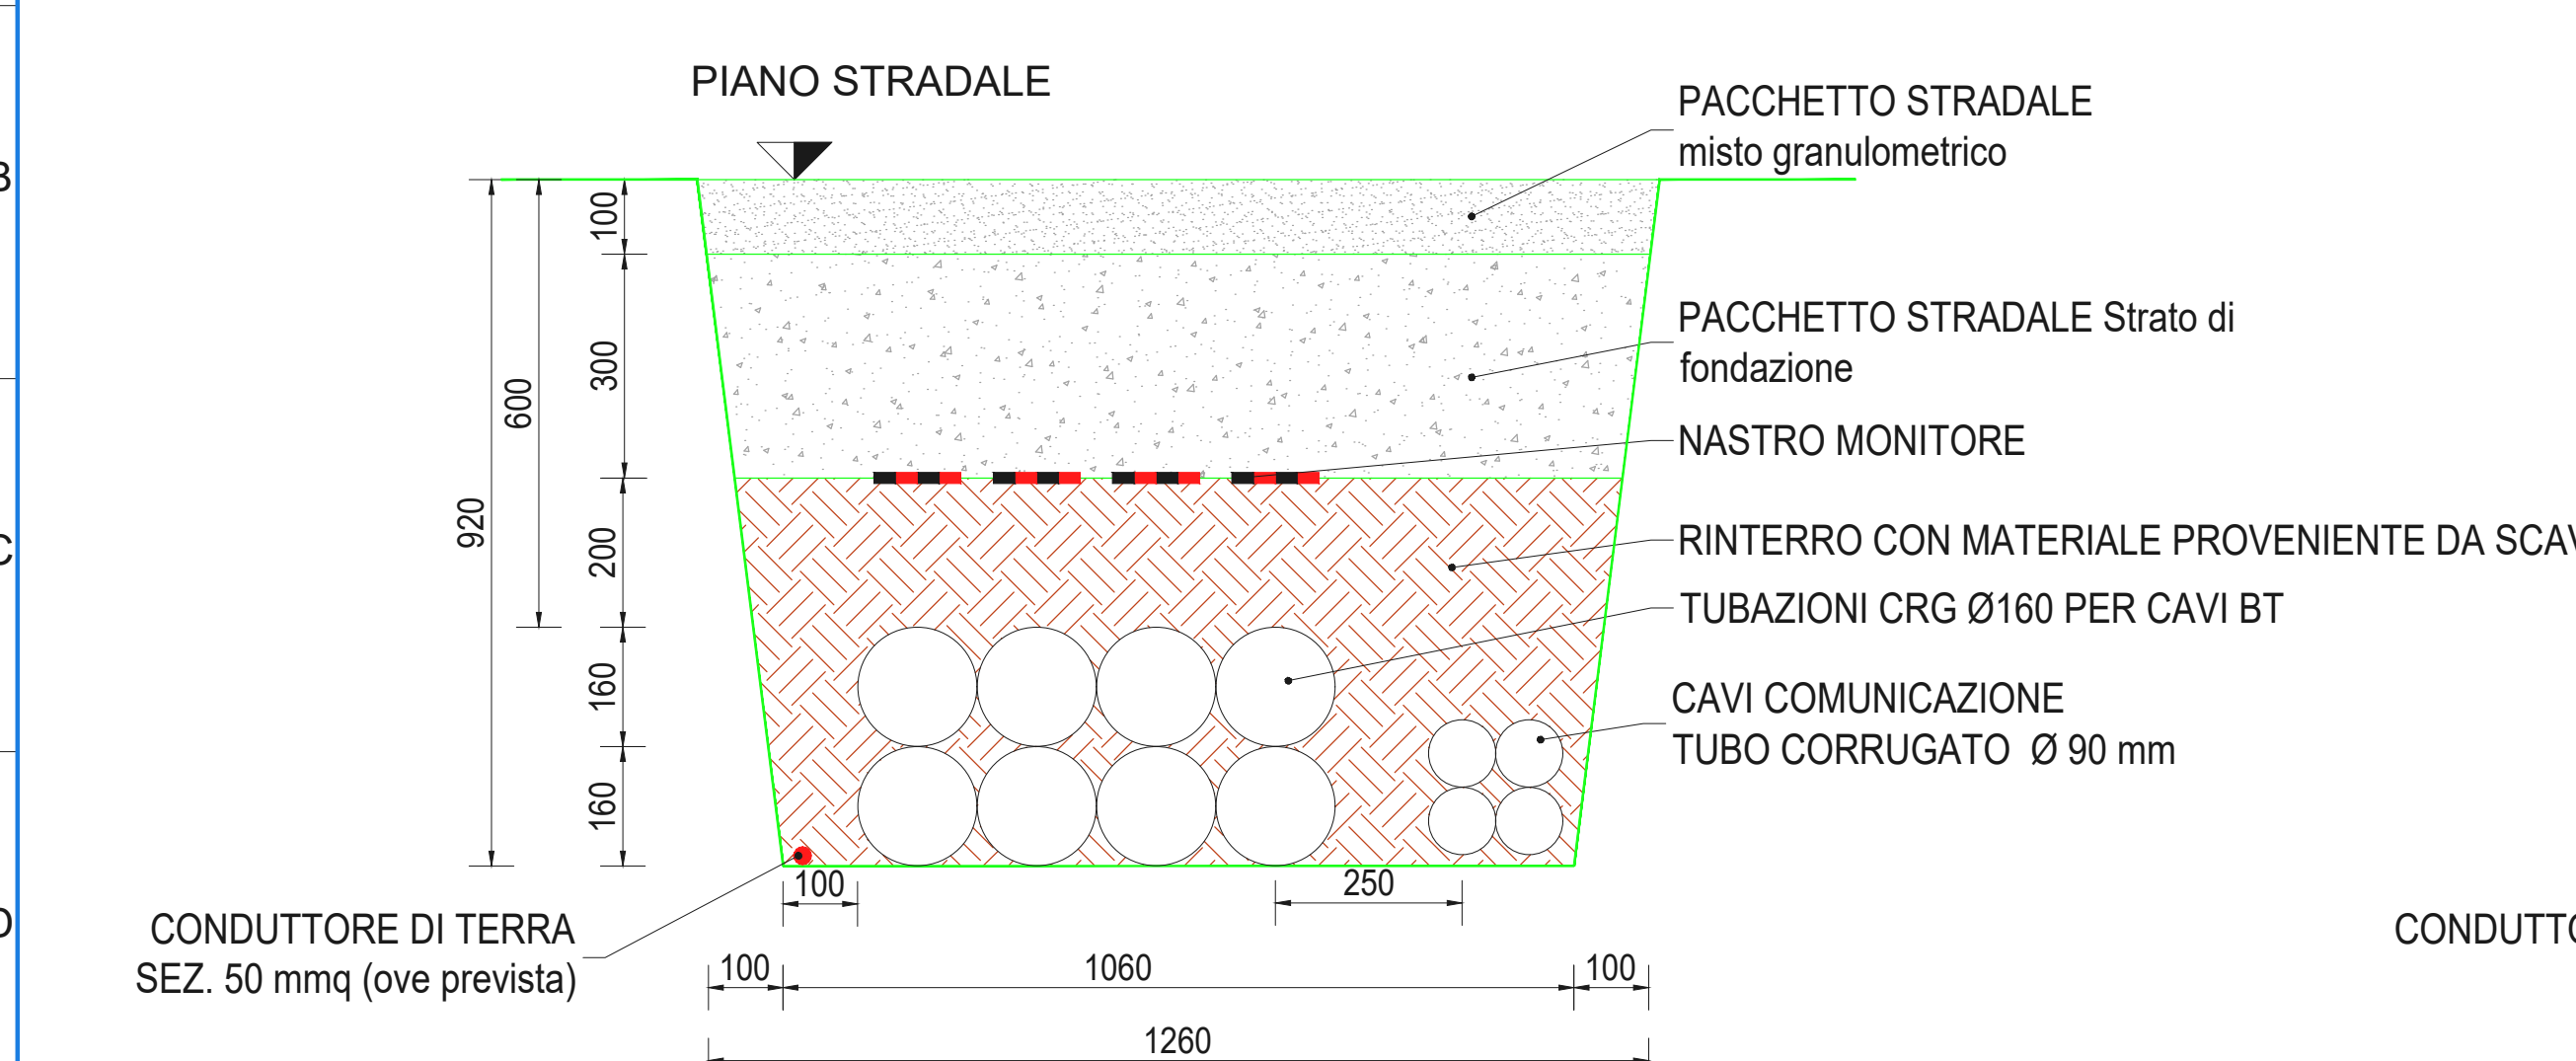 PIANO STRADALE
PACCHETTO STRADALE
misto granulometrico
B
100
PACCHETTO STRADALE Strato di
fondazione
300
600
NASTRO MONITORE
920
200
RINTERRO CON MATERIALE PROVENIENTE DA SCAV
C
TUBAZIONI CRG Ø160 PER CAVI BT
160
CAVI COMUNICAZIONE
TUBO CORRUGATO Ø 90 mm
160
100
250
D
CONDUTTORE DI TERRA
SEZ. 50 mmq (ove prevista)
CONDUTTO
100
1060
100
1260